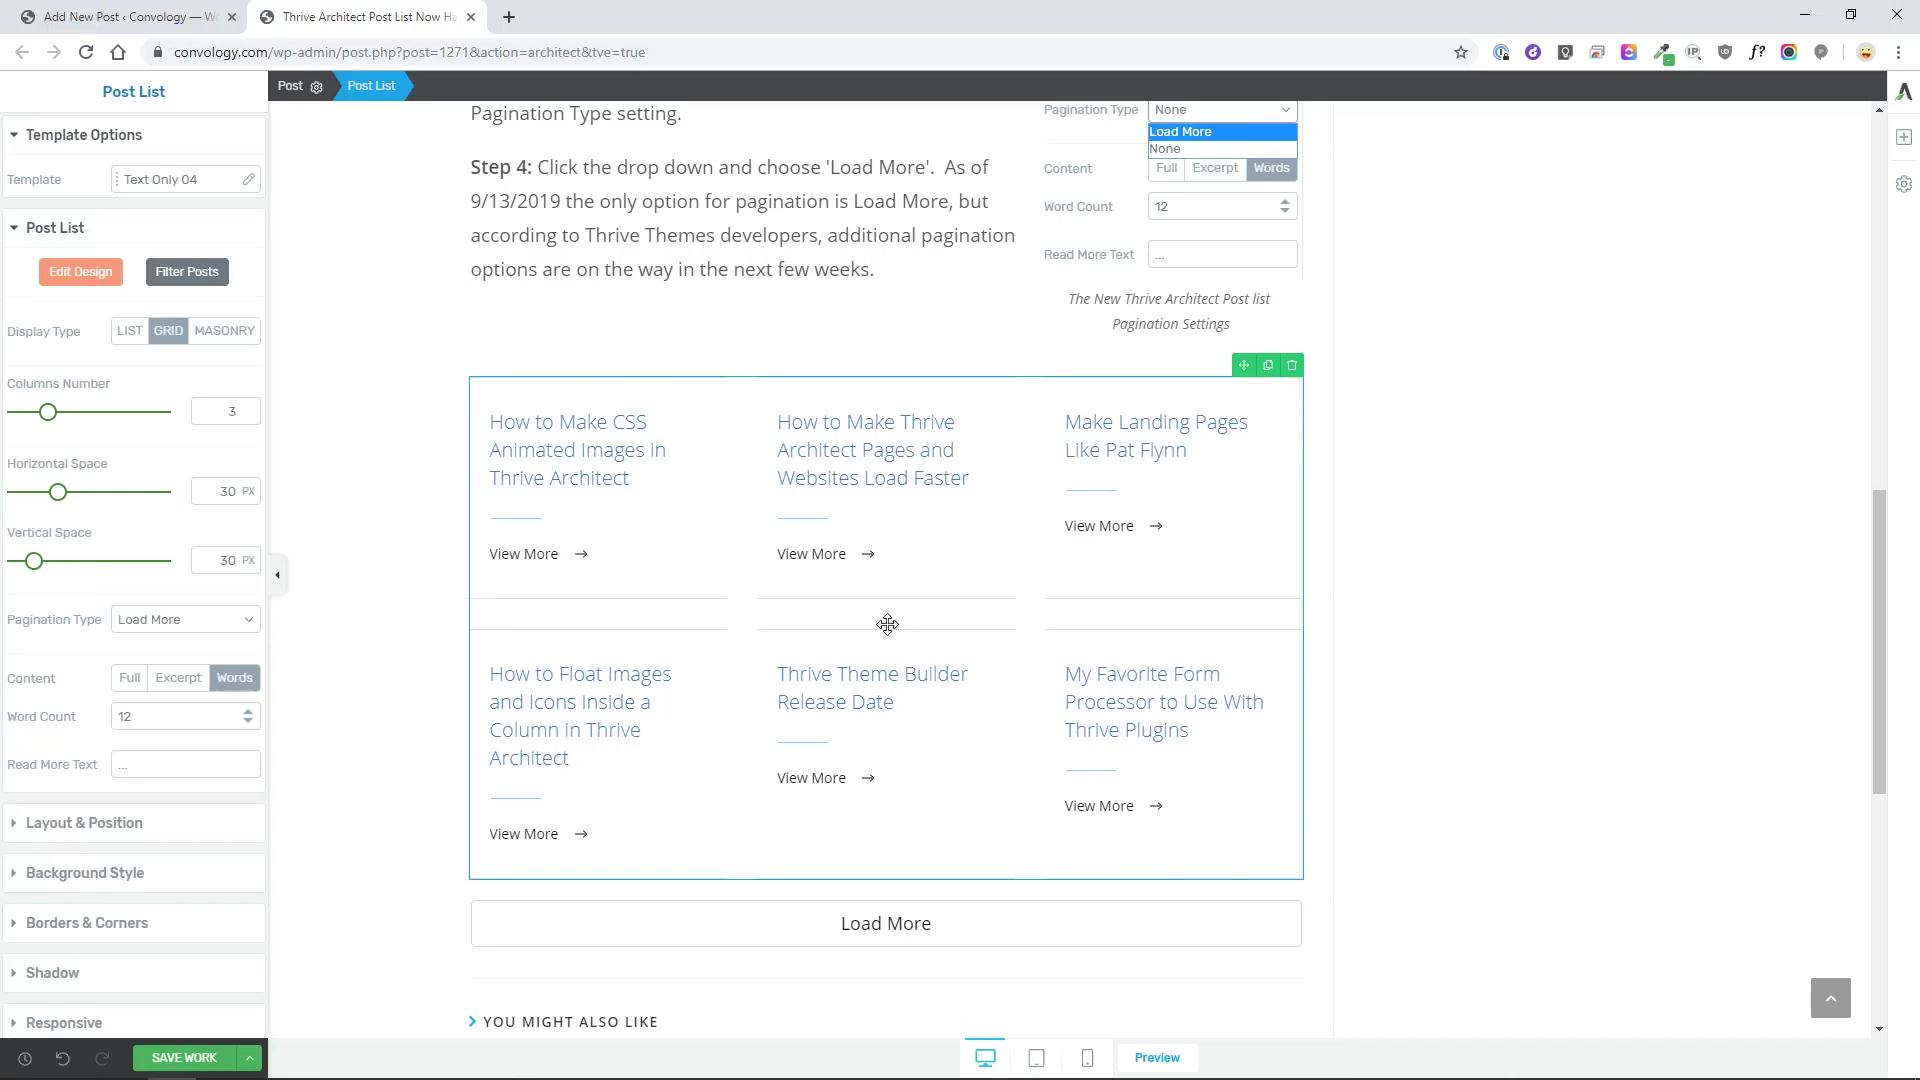 Add New Post ‹ Convology — W
Thrive Architect Post List Now Ha
convology.com/wp-admin/post.php?post=1271&action=architect&tve=true
Post List
Post
Post List
Template Options
Template
Text Only 04
Post List
Edit Design
Filter Posts
Display Type
LIST
GRID
MASONRY
Columns Number
3
Horizontal Space
30 PX
Vertical Space
30 PX
Pagination Type
Load More
Content
Full
Excerpt
Words
Word Count
12
Read More Text
...
Layout & Position
Background Style
Borders & Corners
Shadow
Responsive
SAVE WORK
Pagination Type setting.
Step 4: Click the drop down and choose 'Load More'. As of
9/13/2019 the only option for pagination is Load More, but
according to Thrive Themes developers, additional pagination
options are on the way in the next few weeks.
Pagination Type
None
Load More
None
Content
Full
Excerpt
Words
Word Count
12
Read More Text
...
The New Thrive Architect Post list
Pagination Settings
How to Make CSS
Animated Images in
Thrive Architect
View More →
How to Make Thrive
Architect Pages and
Websites Load Faster
View More →
Make Landing Pages
Like Pat Flynn
View More →
How to Float Images
and Icons Inside a
Column in Thrive
Architect
View More →
Thrive Theme Builder
Release Date
View More →
My Favorite Form
Processor to Use With
Thrive Plugins
View More →
Load More
YOU MIGHT ALSO LIKE
Preview